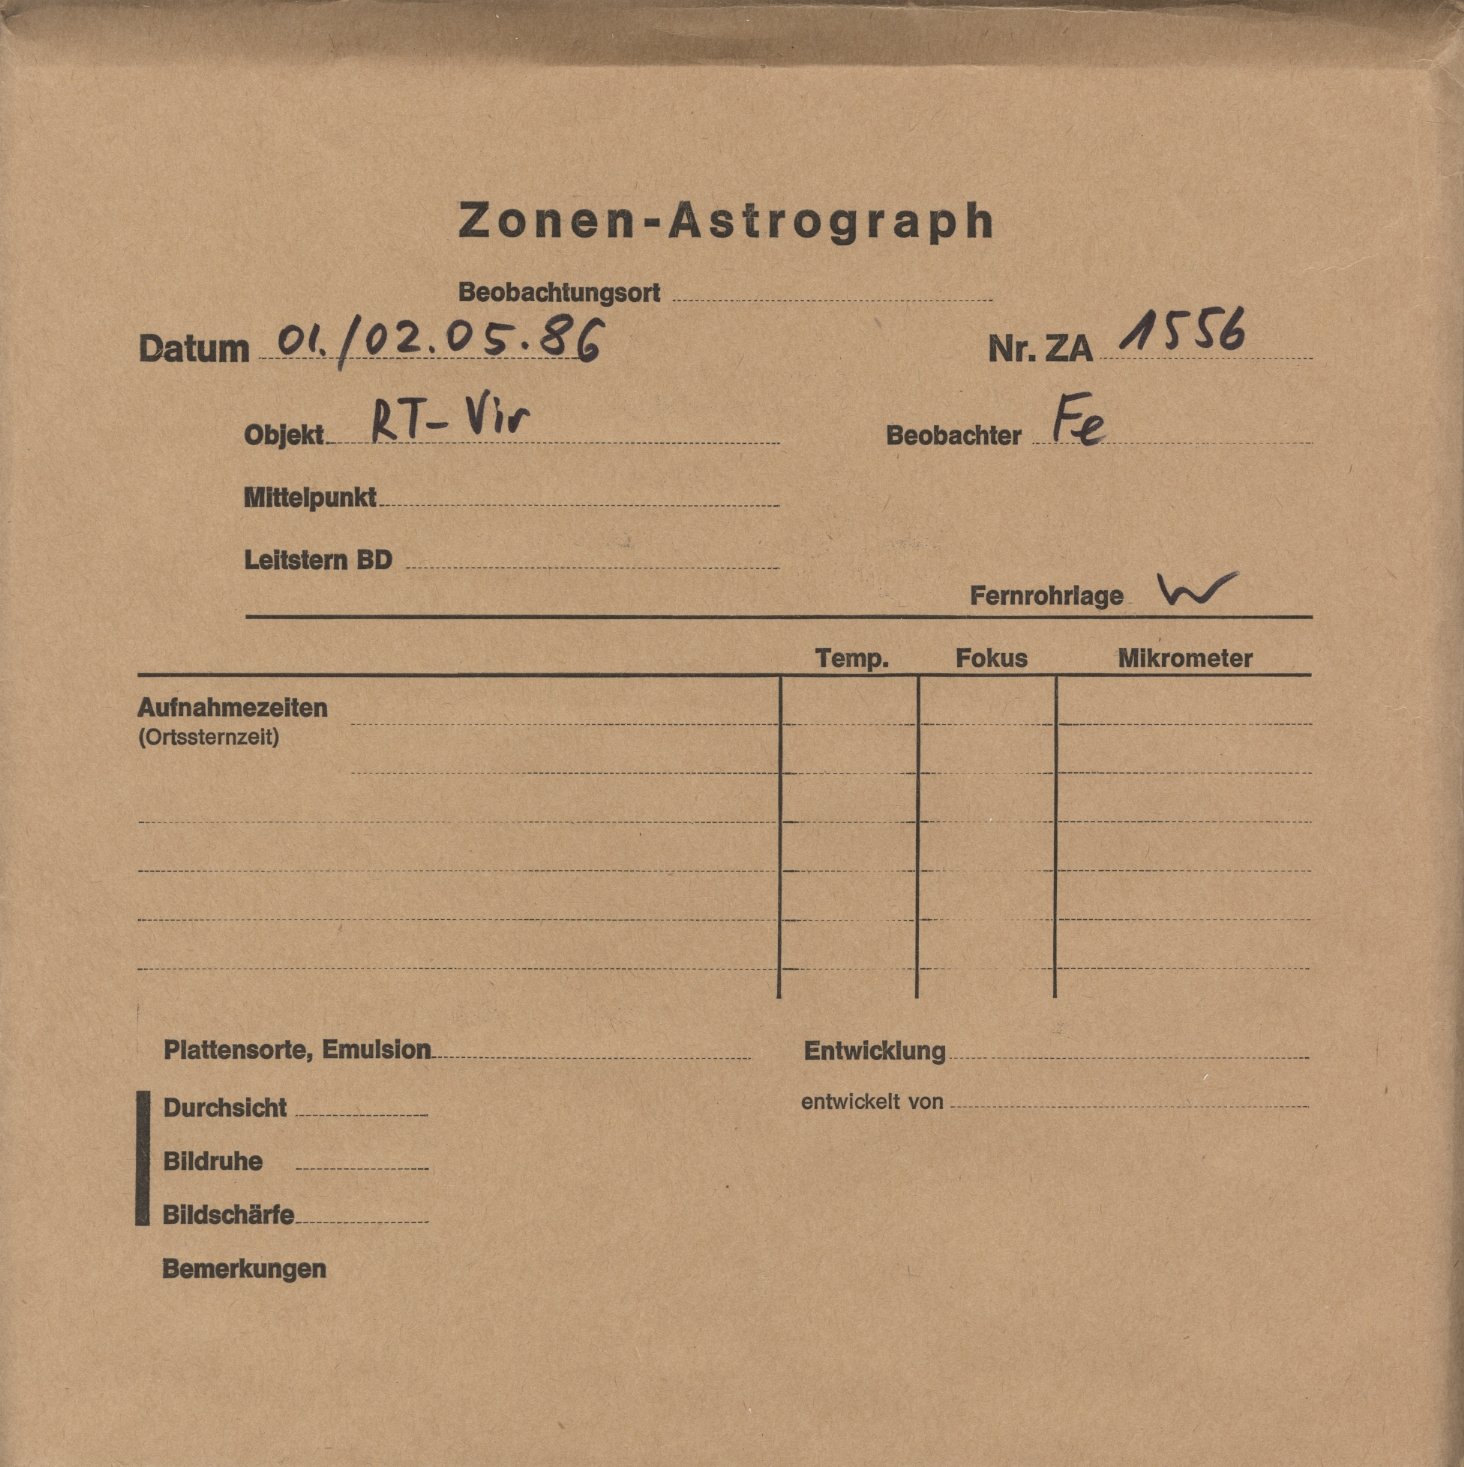 Zonen-Astrograph
Beobachtungsort
Datum 01./02.05.86 Nr. ZA 1556
Objekt RT-Vir Beobachter Fe
Mittelpunkt
Leitstern BD
Fernrohrlage W
Temp. Fokus Mikrometer
Aufnahmezeiten
(Ortssternzeit)
Plattensorte, Emulsion Entwicklung
Durchsicht entwickelt von
Bildruhe
Bildschärfe
Bemerkungen